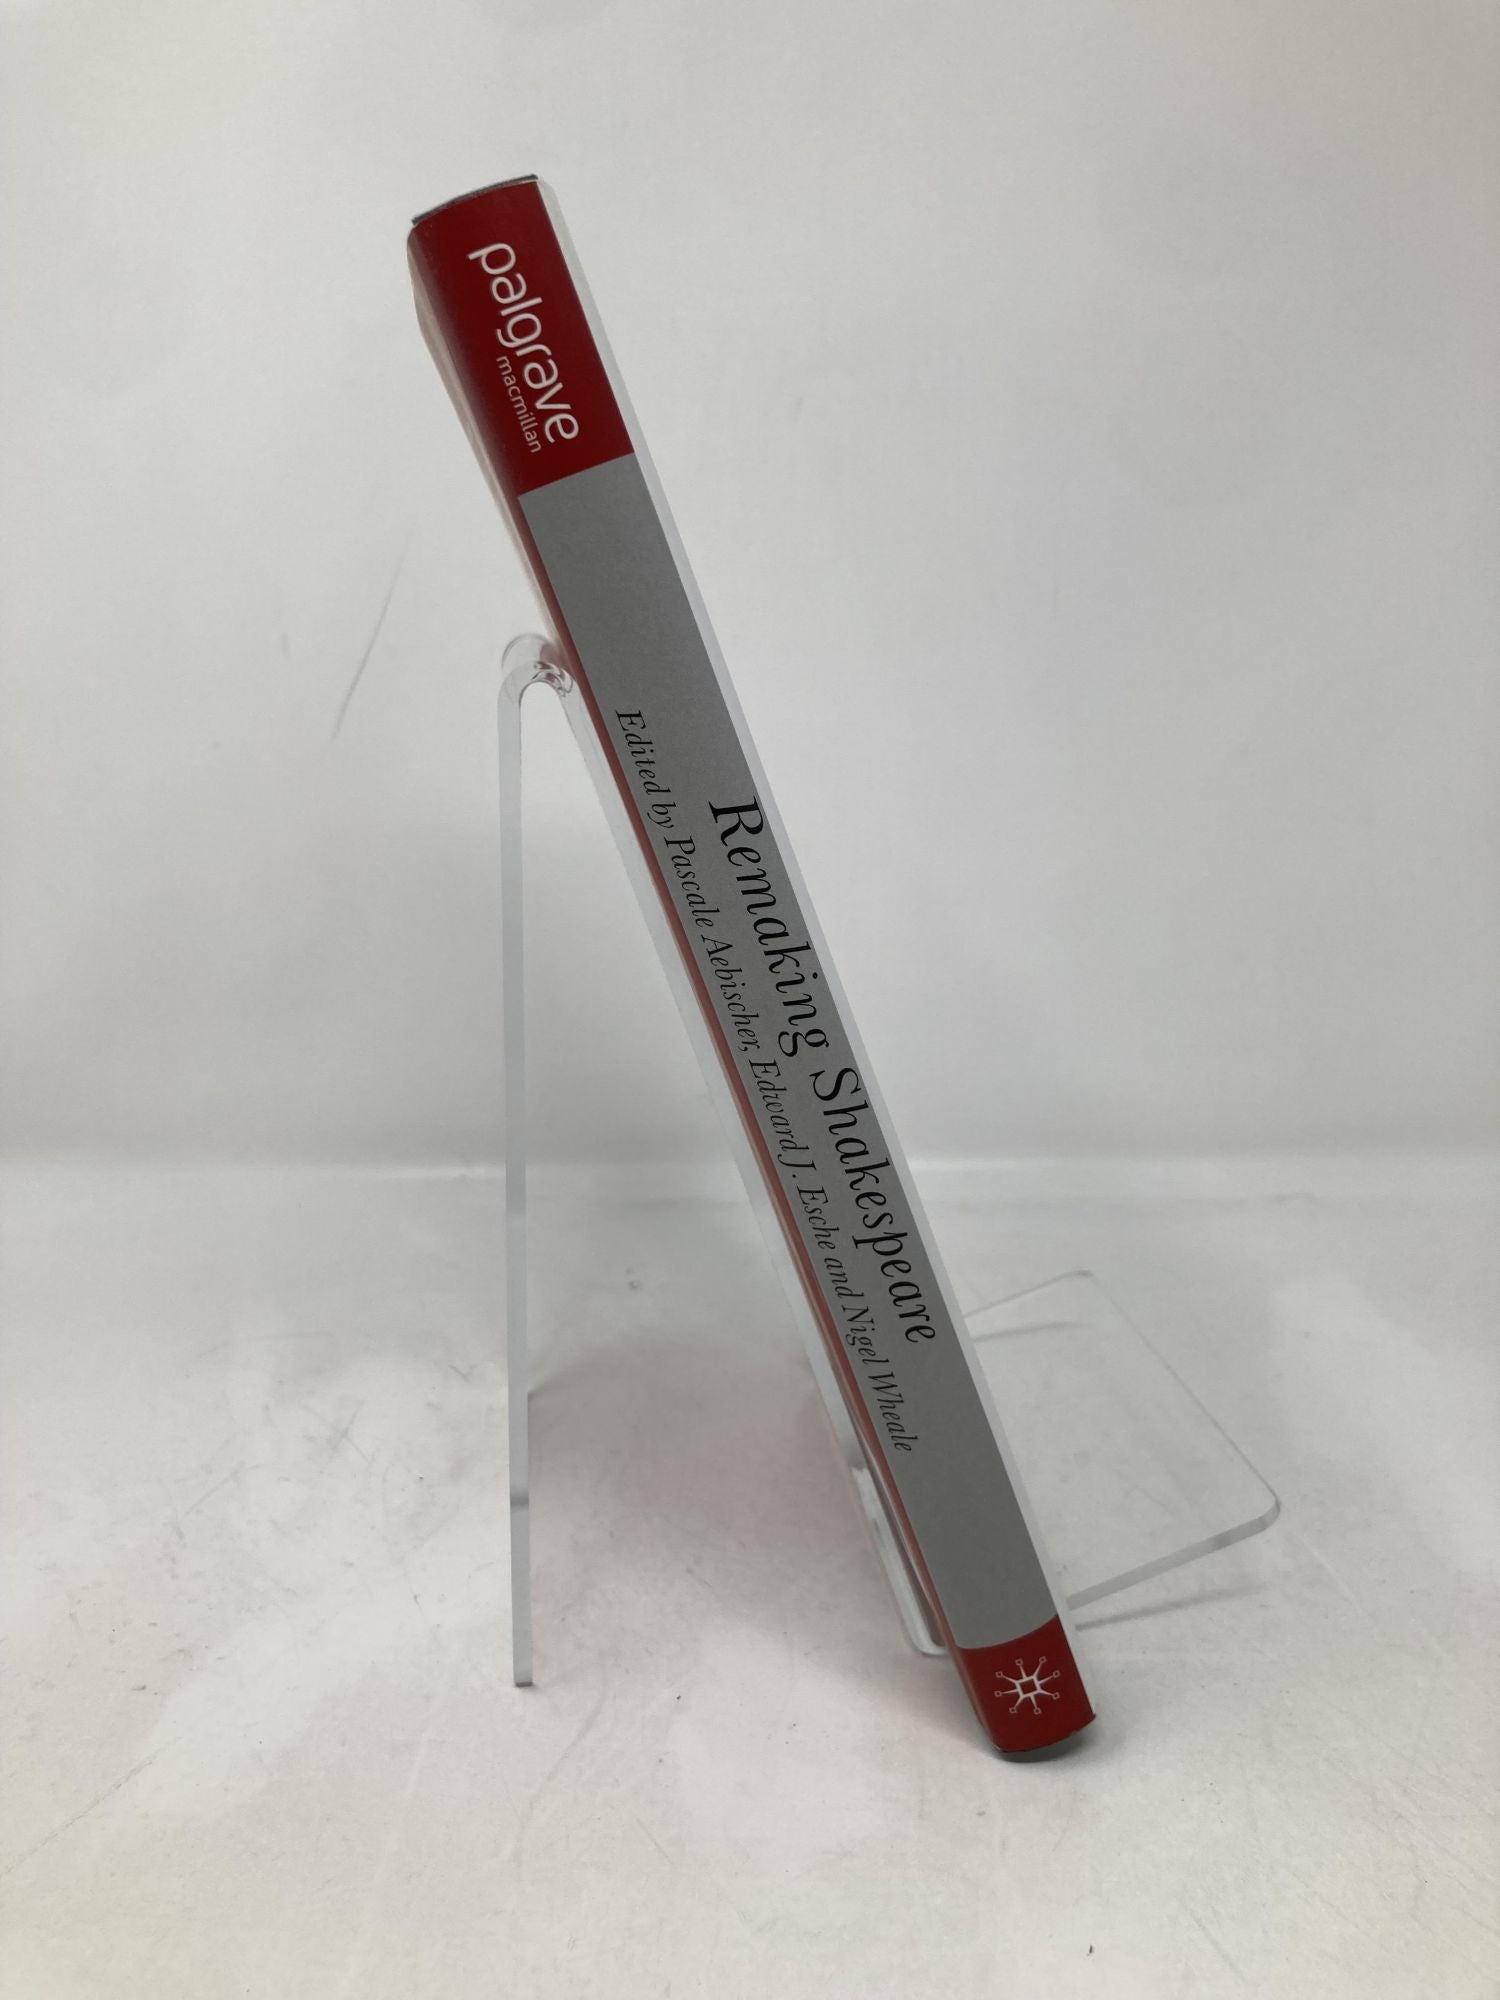 palgrave
macmillan
Remaking Shakespeare
Edited by Pascale Aebischer, Edward J. Esche and Nigel Wheale